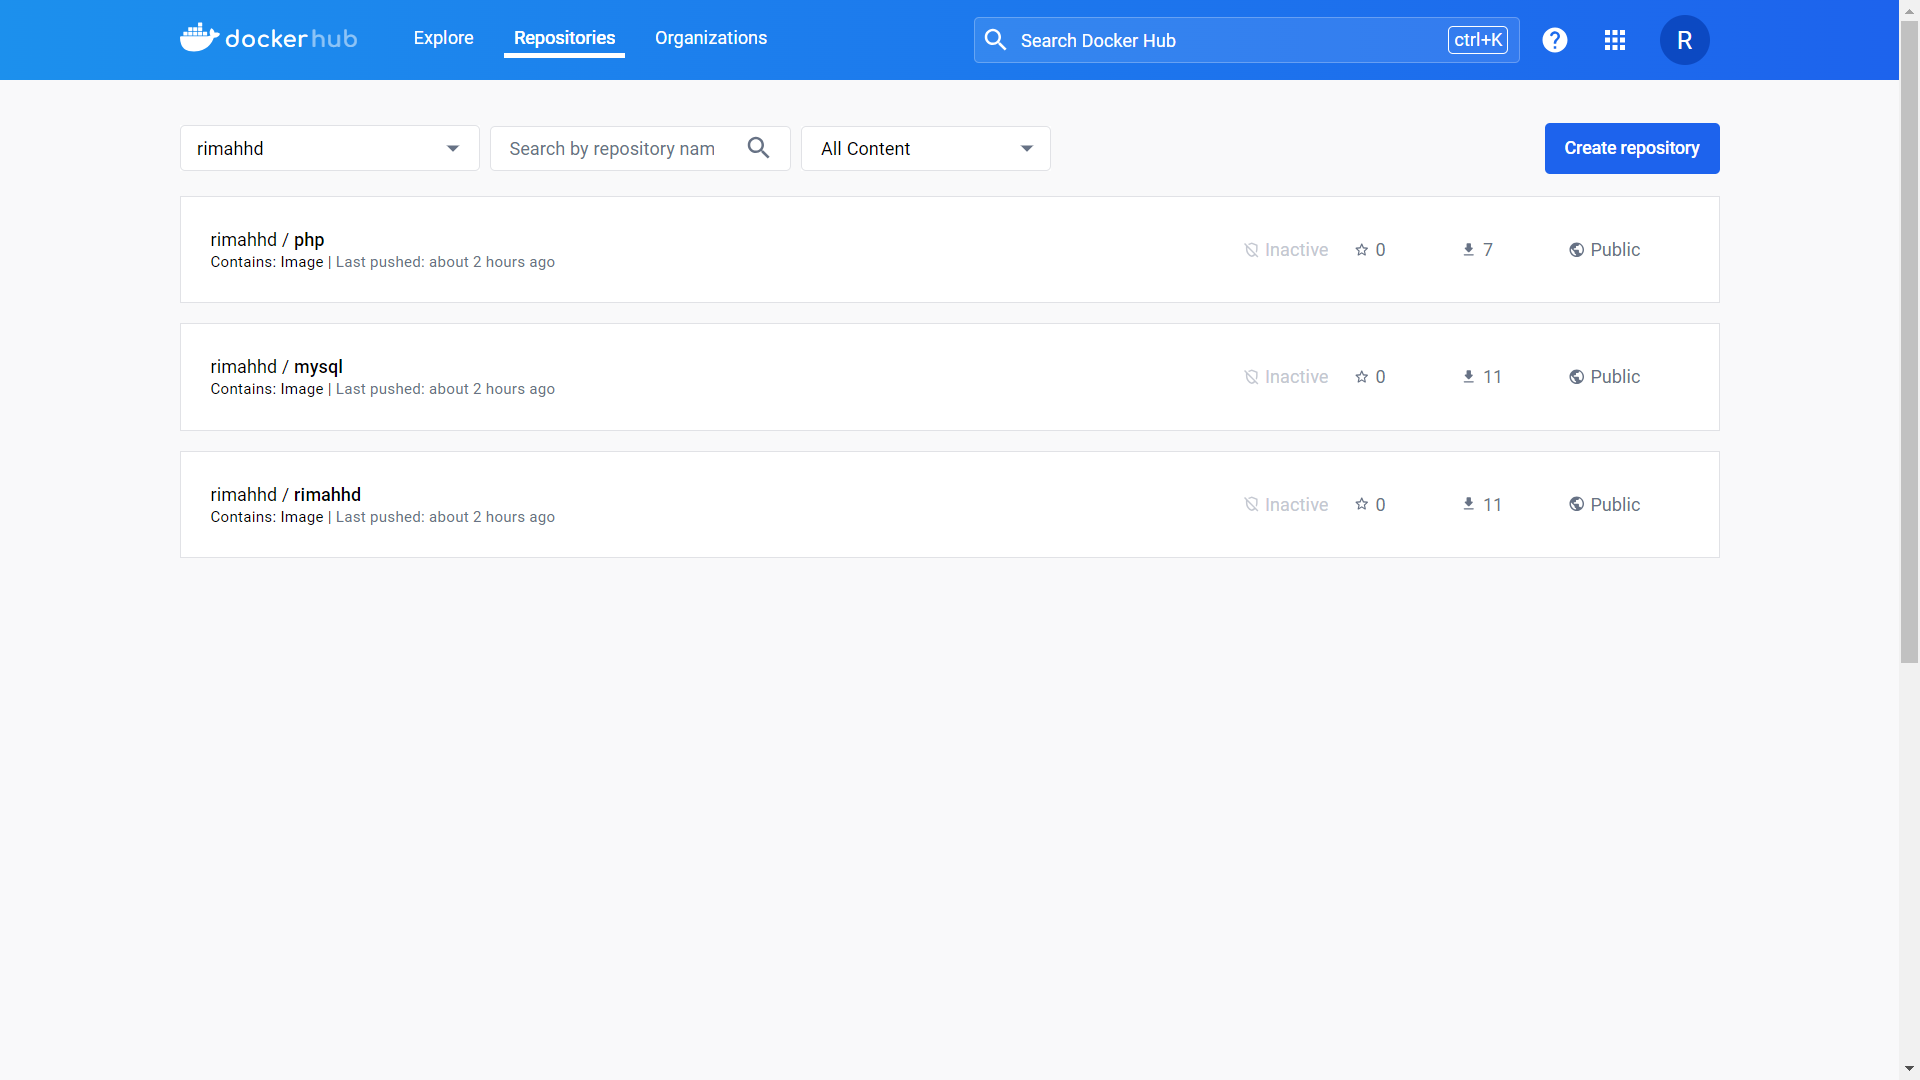 docker hub
Explore
Repositories
Organizations
Search Docker Hub
ctrl+K
R
rimahhd
Search by repository nam
All Content
Create repository
rimahhd / php
Contains: Image | Last pushed: about 2 hours ago
Inactive
0
7
Public
rimahhd / mysql
Contains: Image | Last pushed: about 2 hours ago
Inactive
0
11
Public
rimahhd / rimahhd
Contains: Image | Last pushed: about 2 hours ago
Inactive
0
11
Public